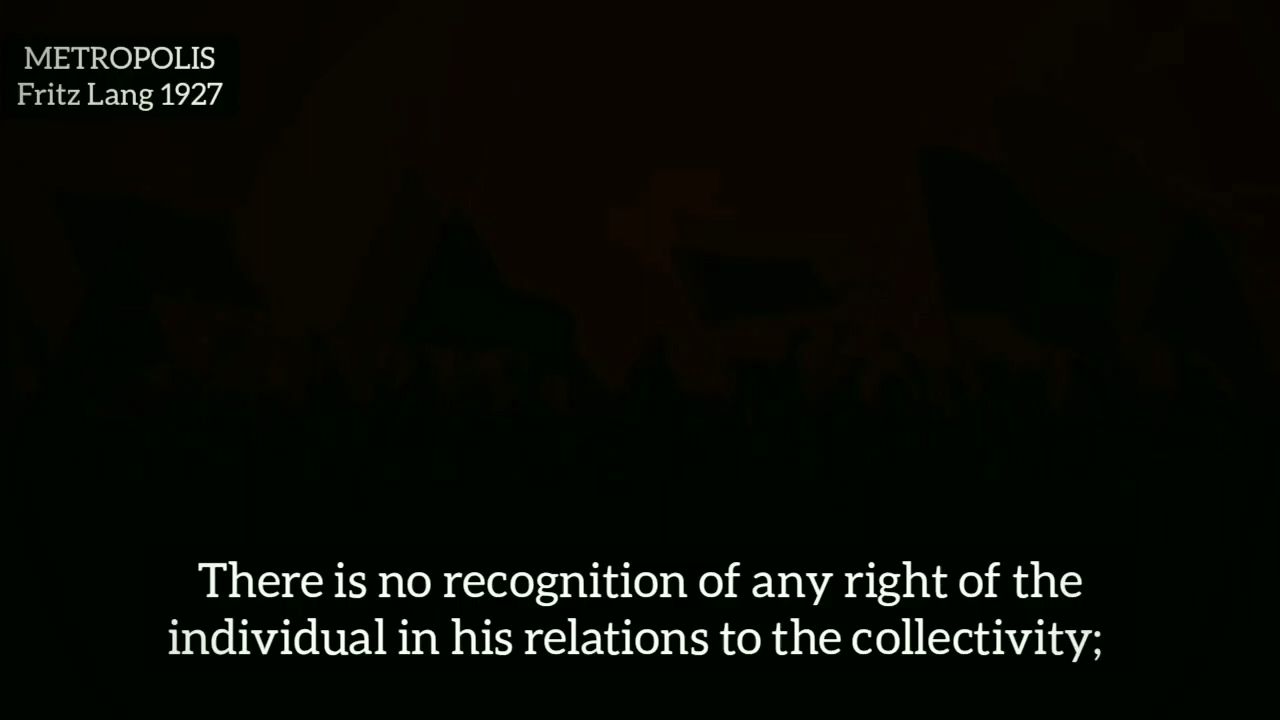 METROPOLIS
Fritz Lang 1927
There is no recognition of any right of the
individual in his relations to the collectivity;